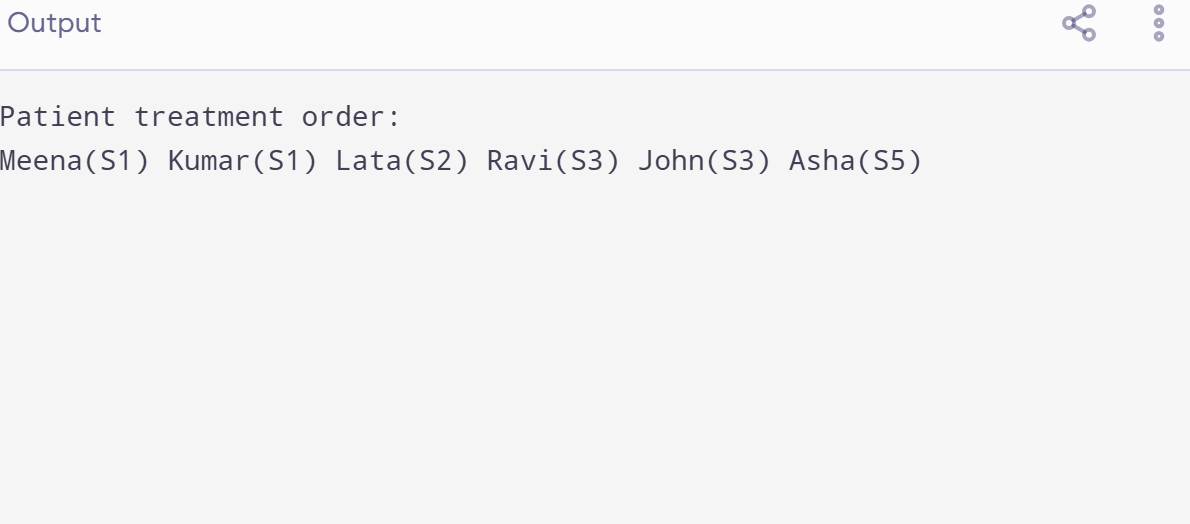 Output
Patient treatment order:
Meena(S1) Kumar(S1) Lata(S2) Ravi(S3) John(S3) Asha(S5)